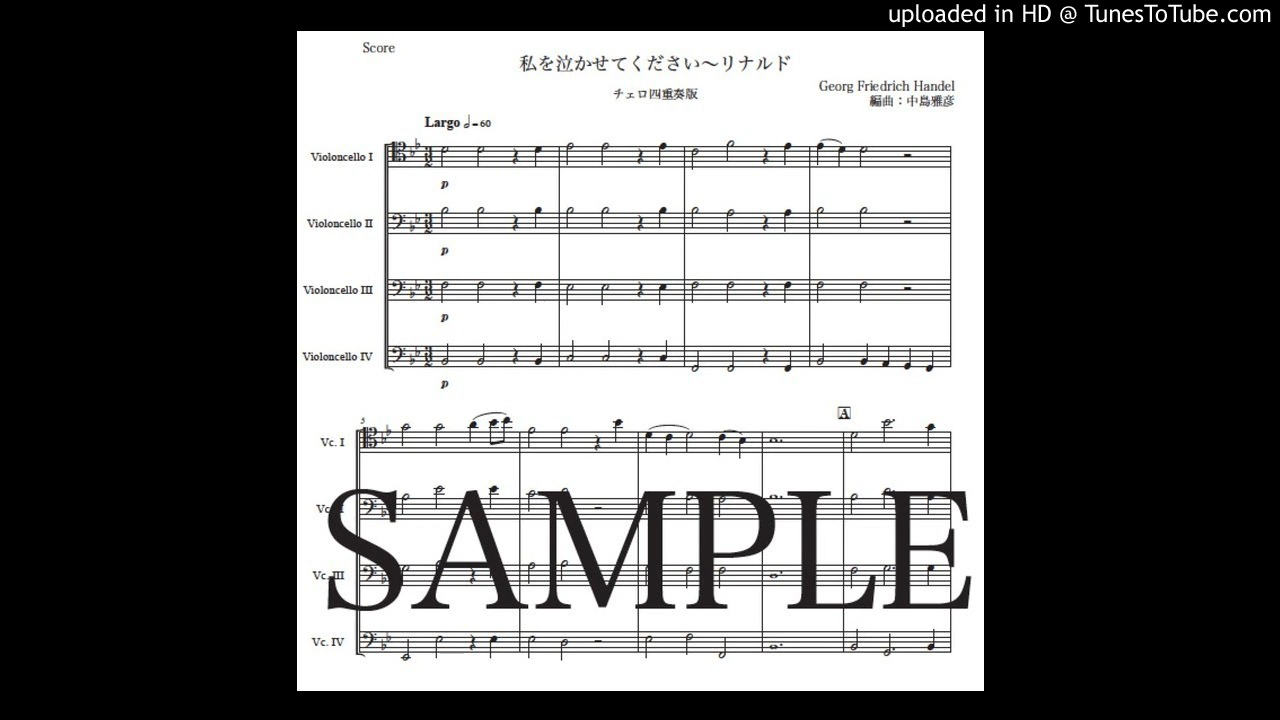 uploaded in HD @ TunesToTube.com
Score
私を泣かせてください～リナルド
チェロ四重奏版
Georg Friedrich Handel
編曲：中島雅彦
Largo 𝅗𝅥=60
Violoncello I
p
Violoncello II
p
Violoncello III
p
Violoncello IV
p
5
A
Vc. I
Vc. II
Vc. III
Vc. IV
SAMPLE